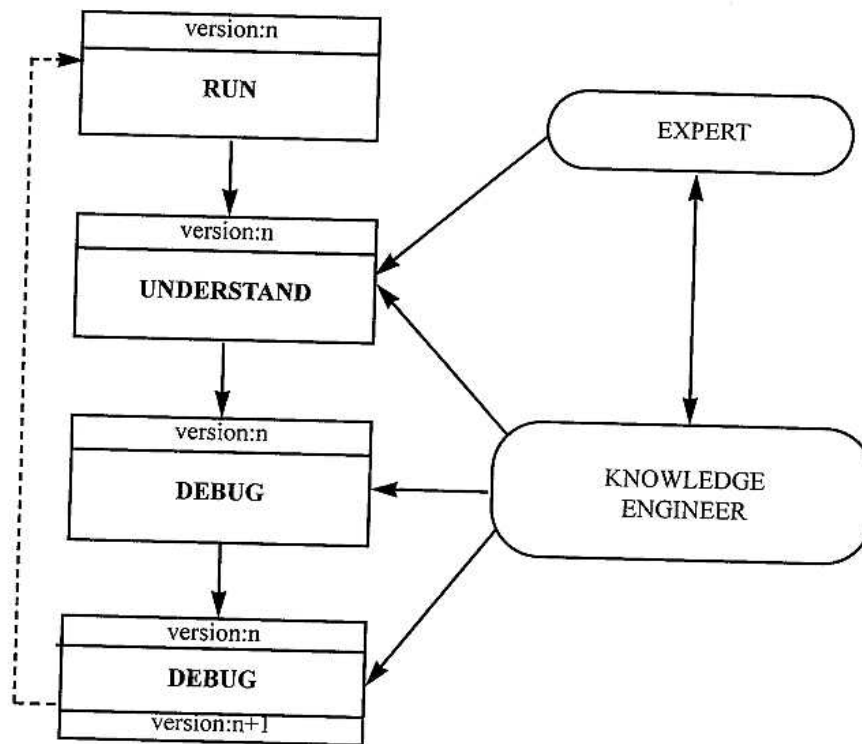 version:n
RUN
EXPERT
version:n
UNDERSTAND
version:n
DEBUG
KNOWLEDGE
ENGINEER
version:n
DEBUG
version:n+1